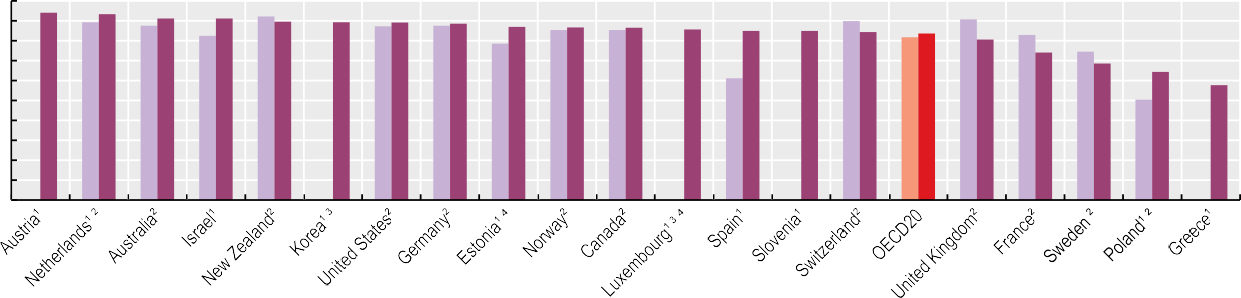 Austria¹
Netherlands¹ ²
Australia²
Israel¹
New Zealand²
Korea¹ ³
United States²
Germany²
Estonia¹ ⁴
Norway²
Canada²
Luxembourg¹ ³ ⁴
Spain¹
Slovenia¹
Switzerland²
OECD20
United Kingdom²
France²
Sweden ²
Poland¹ ²
Greece¹